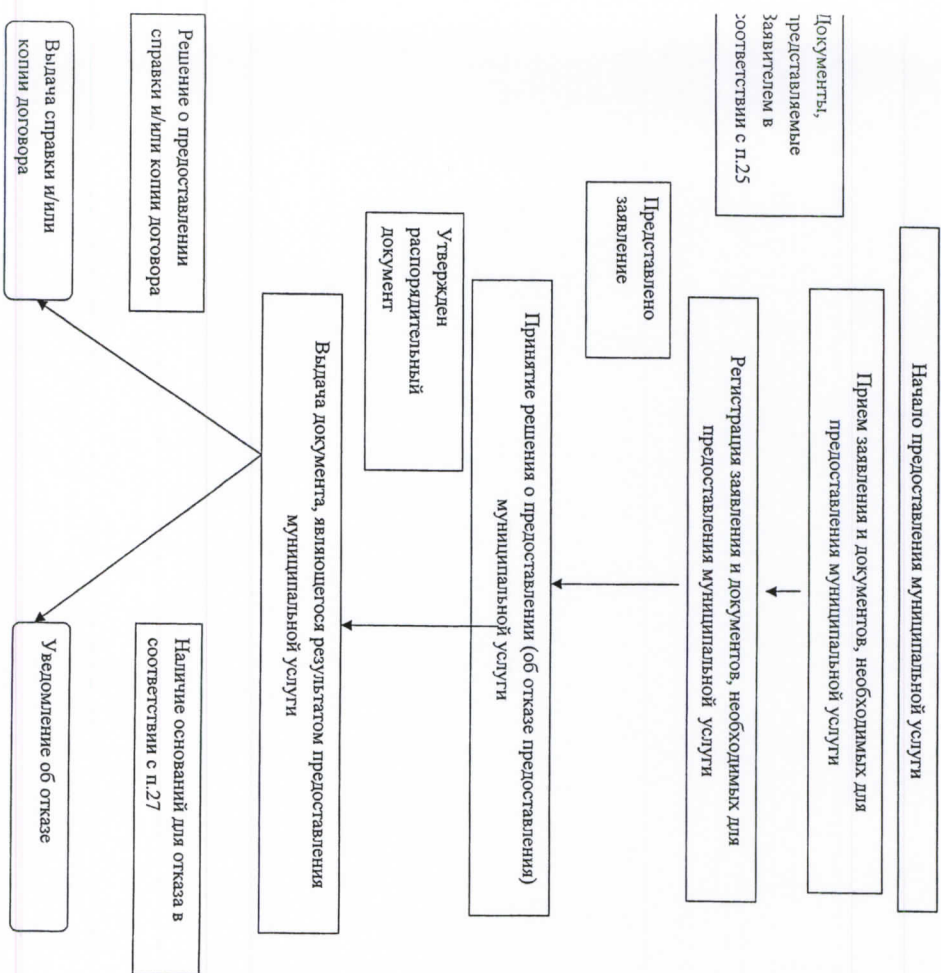 Начало предоставления муниципальной услуги
Прием заявления и документов, необходимых для
предоставления муниципальной услуги
Документы,
представляемые
Заявителем в
соответствии с п.25
Регистрация заявления и документов, необходимых для
предоставления муниципальной услуги
Представлено
заявление
Принятие решения о предоставлении (об отказе предоставления)
муниципальной услуги
Утвержден
распорядительный
документ
Выдача документа, являющегося результатом предоставления
муниципальной услуги
Решение о предоставлении
справки и/или копии договора
Наличие оснований для отказа в
соответствии с п.27
Выдача справки и/или
копии договора
Уведомление об отказе